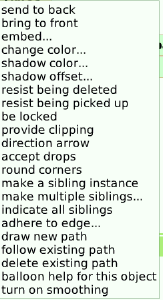 send to back
bring to front
embed...
change color...
shadow color...
shadow offset...
resist being deleted
resist being picked up
be locked
provide clipping
direction arrow
accept drops
round corners
make a sibling instance
make multiple siblings...
indicate all siblings
adhere to edge...
draw new path
follow existing path
delete existing path
balloon help for this object
turn on smoothing